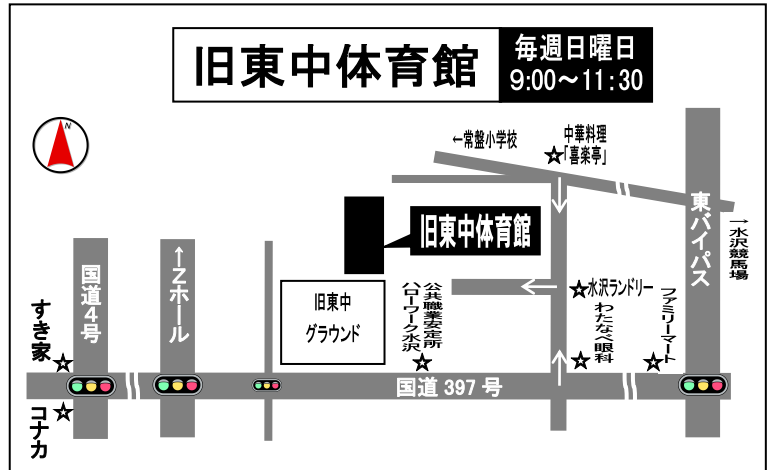 旧東中体育館
毎週日曜日
9:00～11:30
N
←常盤小学校
中華料理
「喜楽亭」
東バイパス
→水沢競馬場
旧東中体育館
国道4号
↑Zホール
旧東中
グラウンド
公共職業安定所
ハローワーク水沢
水沢ランドリー
わたなべ眼科
ファミリーマート
すき家
国道397号
コナカ